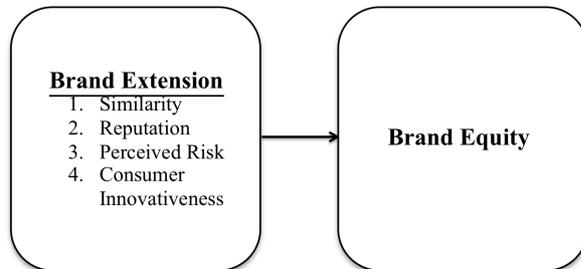 Brand Extension
1. Similarity
2. Reputation
3. Perceived Risk
4. Consumer
Innovativeness
Brand Equity